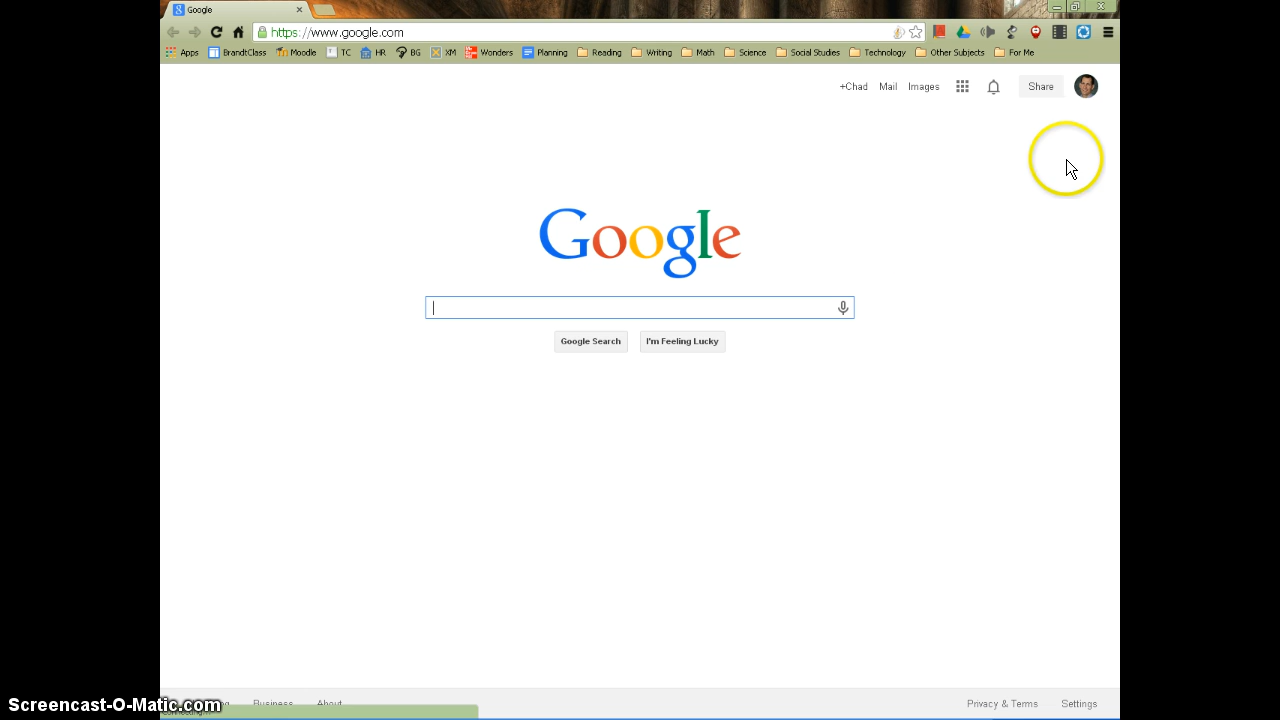 Google
https://www.google.com
Apps BrandClass Moodle TC HR BG XM Wonders Planning Reading Writing Math Science Social Studies Technology Other Subjects For Me
+Chad Mail Images Share
Google
Google Search I'm Feeling Lucky
Business About Privacy & Terms Settings
Screencast-O-Matic.com